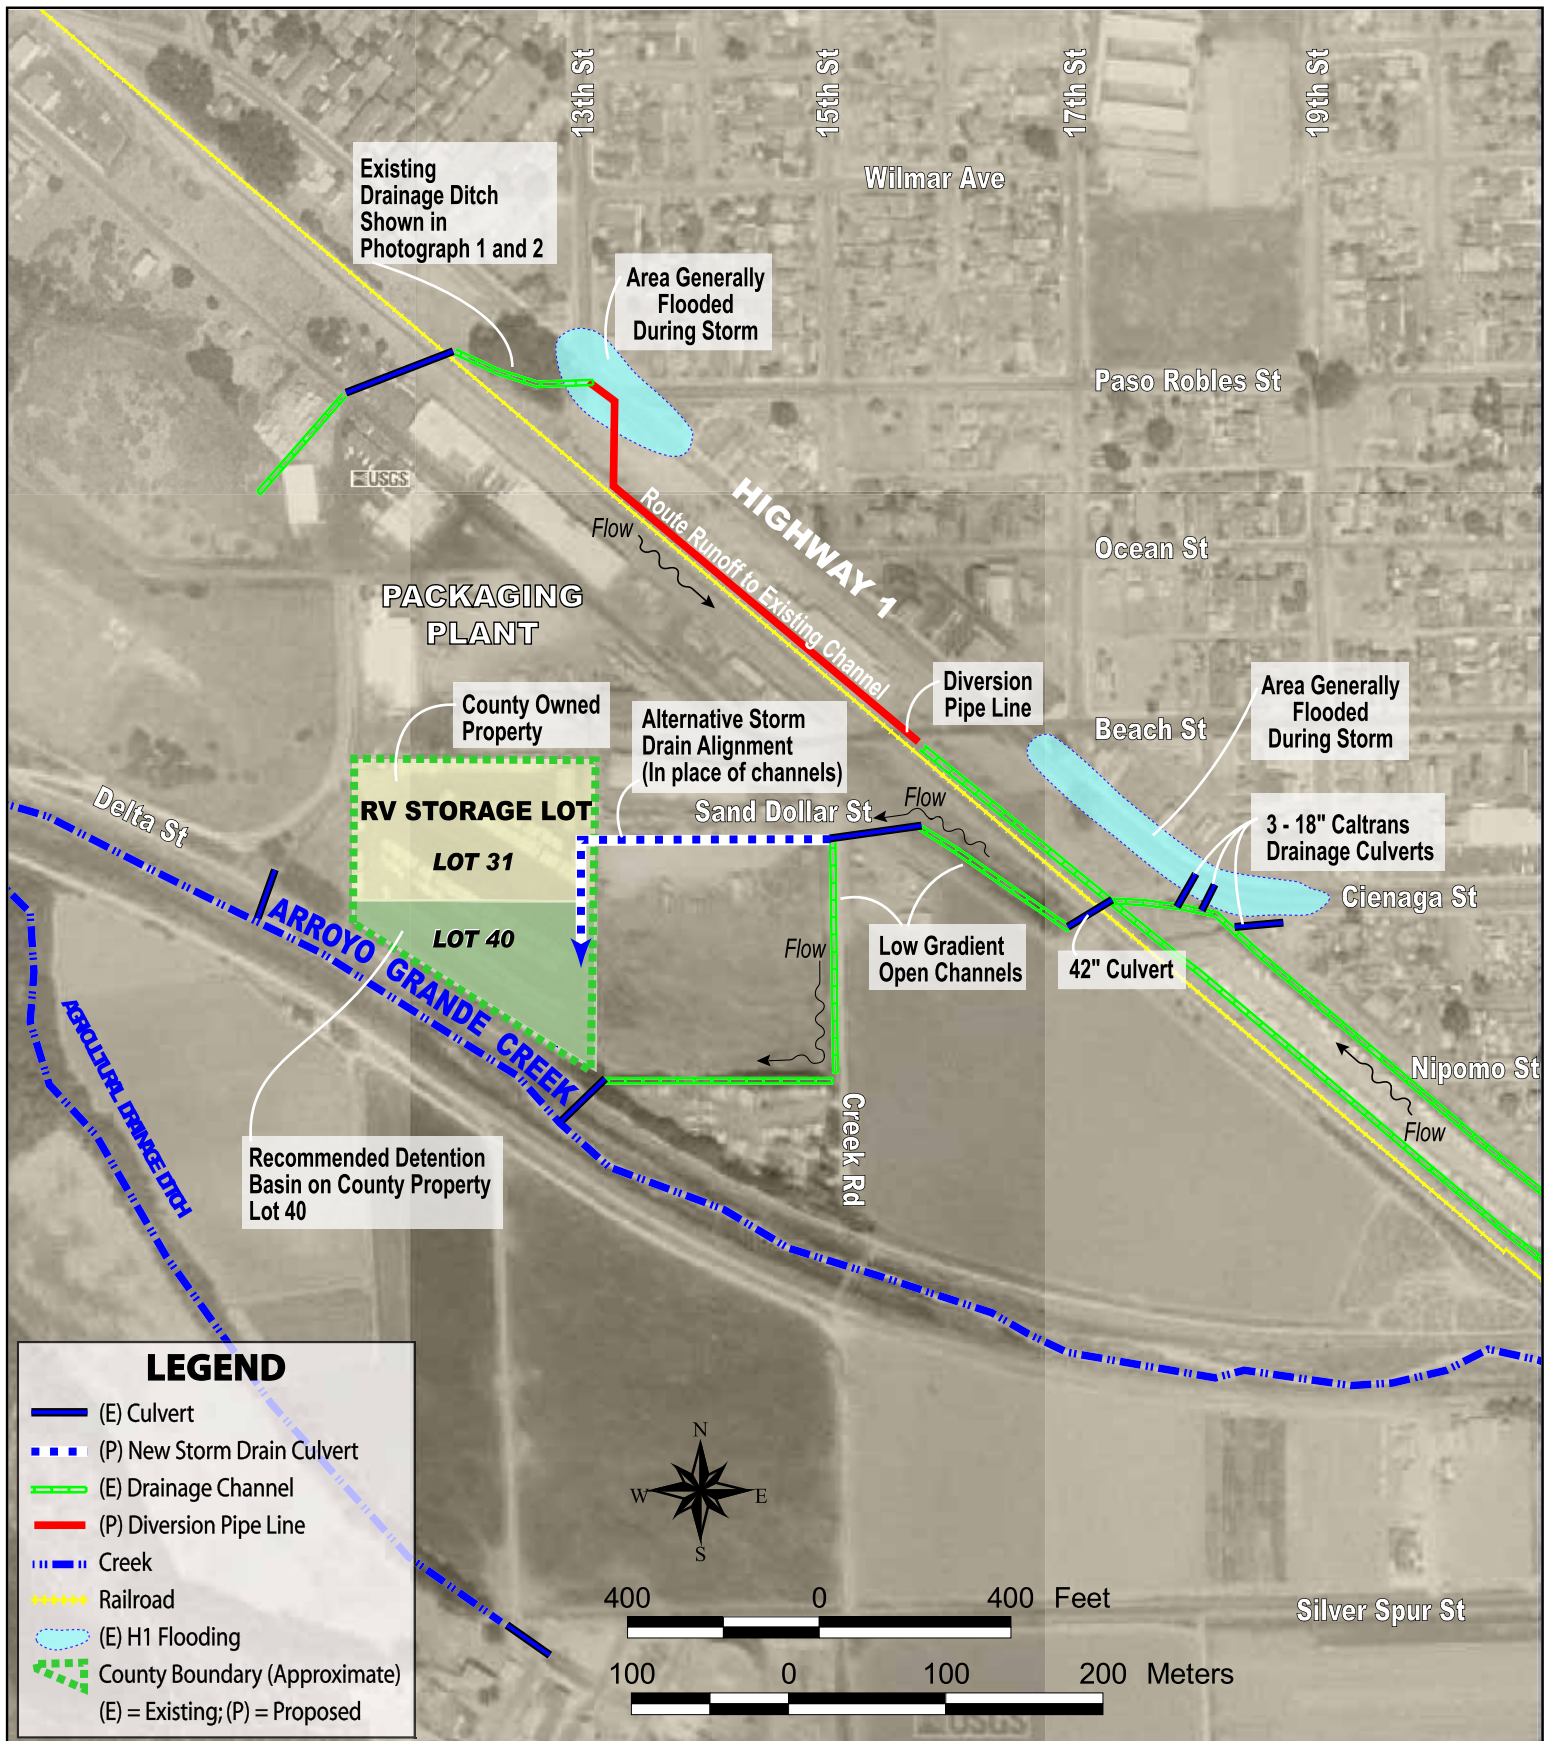 13th St
15th St
17th St
19th St
Wilmar Ave
Existing
Drainage Ditch
Shown in
Photograph 1 and 2
Area Generally
Flooded
During Storm
Paso Robles St
USGS
HIGHWAY 1
Route Runoff to Existing Channel
Flow
Ocean St
PACKAGING
PLANT
Diversion
Pipe Line
Area Generally
Flooded
During Storm
Beach St
County Owned
Property
Alternative Storm
Drain Alignment
(In place of channels)
Delta St
RV STORAGE LOT
Sand Dollar St
Flow
3 - 18" Caltrans
Drainage Culverts
LOT 31
Cienaga St
LOT 40
ARROYO GRANDE CREEK
Flow
Low Gradient
Open Channels
42" Culvert
AGRICULTURAL DRAINAGE DITCH
Nipomo St
Flow
Creek Rd
Recommended Detention
Basin on County Property
Lot 40
LEGEND
(E) Culvert
(P) New Storm Drain Culvert
(E) Drainage Channel
(P) Diversion Pipe Line
Creek
Railroad
(E) H1 Flooding
County Boundary (Approximate)
(E) = Existing; (P) = Proposed
N
W
E
S
400 0 400 Feet
100 0 100 200 Meters
Silver Spur St
USGS